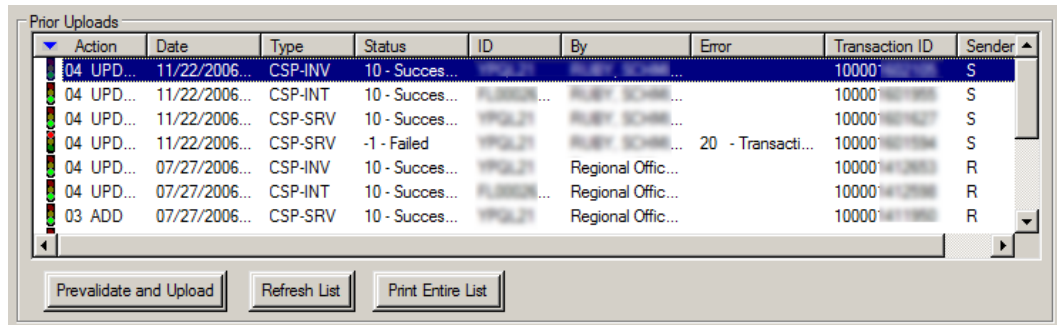 Prior Uploads
Action Date Type Status ID By Error Transaction ID Sender
04 UPD... 11/22/2006... CSP-INV 10 - Succes... ... 10000 S
04 UPD... 11/22/2006... CSP-INT 10 - Succes... ... ... 10000 S
04 UPD... 11/22/2006... CSP-SRV 10 - Succes... ... 10000 S
04 UPD... 11/22/2006... CSP-SRV -1 - Failed ... 20 - Transacti... 10000 S
04 UPD... 07/27/2006... CSP-INV 10 - Succes... Regional Offic... 10000 R
04 UPD... 07/27/2006... CSP-INT 10 - Succes... ... Regional Offic... 10000 R
03 ADD 07/27/2006... CSP-SRV 10 - Succes... Regional Offic... 10000 R
Prevalidate and Upload Refresh List Print Entire List